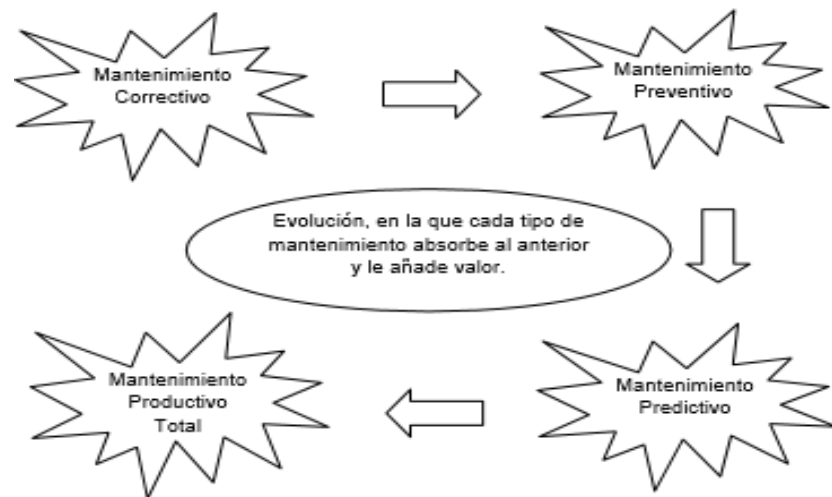 Mantenimiento
Correctivo
Mantenimiento
Preventivo
Evolución, en la que cada tipo de
mantenimiento absorbe al anterior
y le añade valor.
Mantenimiento
Productivo
Total
Mantenimiento
Predictivo